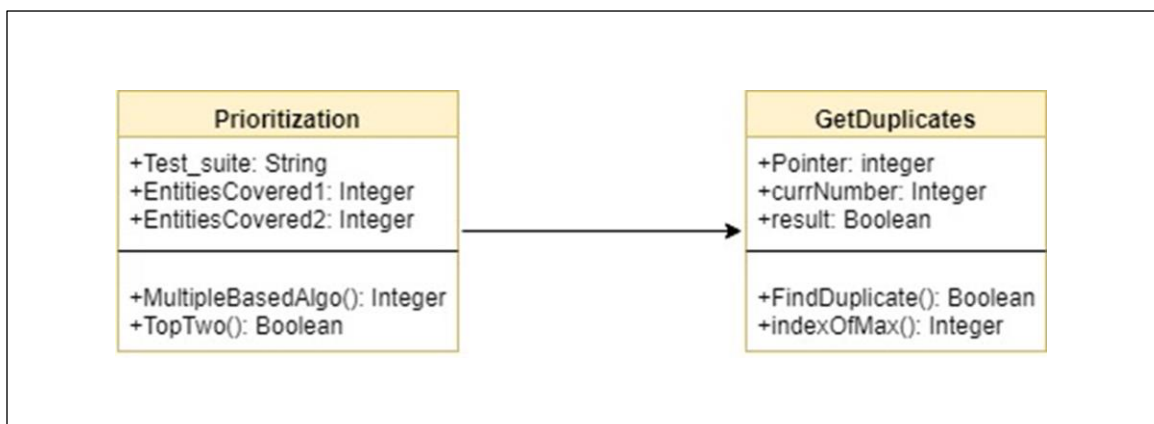 Prioritization
+Test_suite: String
+EntitiesCovered1: Integer
+EntitiesCovered2: Integer
+MultipleBasedAlgo(): Integer
+TopTwo(): Boolean
GetDuplicates
+Pointer: integer
+currNumber: Integer
+result: Boolean
+FindDuplicate(): Boolean
+indexOfMax(): Integer